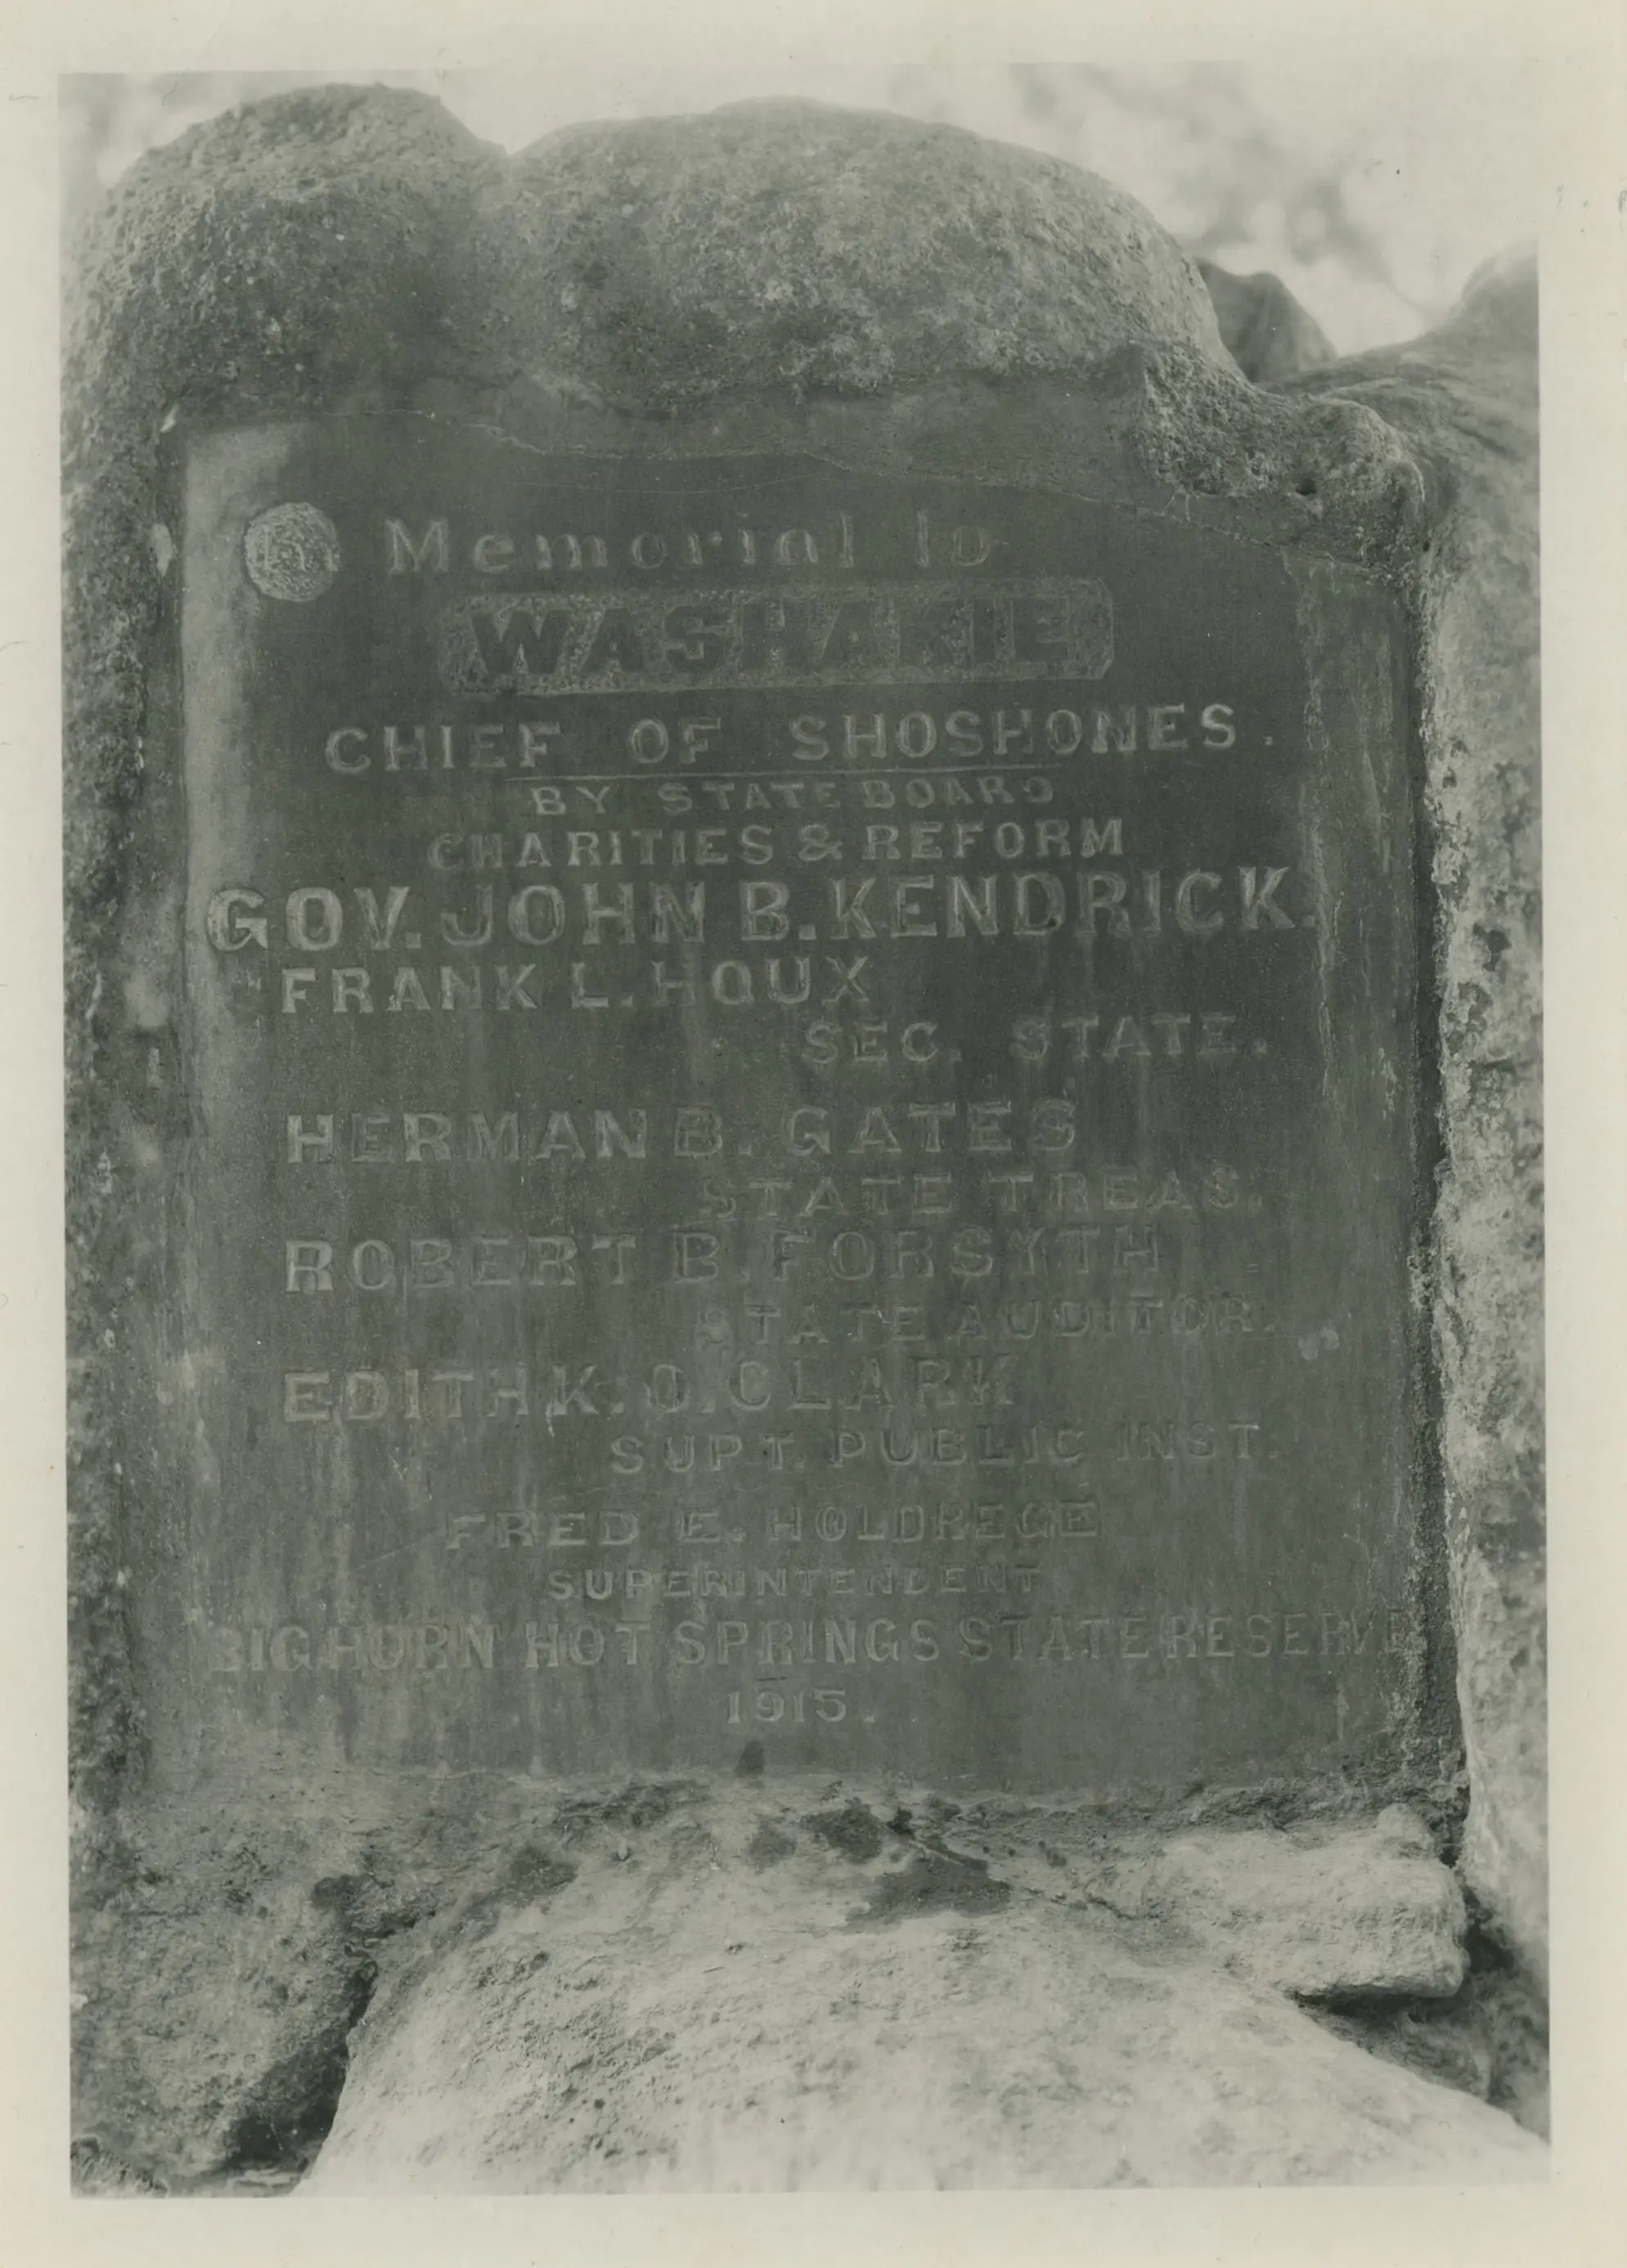 In Memorial to
WASHAKIE
CHIEF OF SHOSHONES.
BY STATE BOARD
CHARITIES & REFORM
GOV. JOHN B. KENDRICK.
FRANK L. HOUX
SEC. STATE.
HERMAN B. GATES
STATE TREAS.
ROBERT B. FORSYTH
STATE AUDITOR.
EDITH K. O. CLARK
SUPT. PUBLIC INST.
FRED E. HOLDREGE
SUPERINTENDENT
BIG HORN HOT SPRINGS STATE RESERVE
1915.